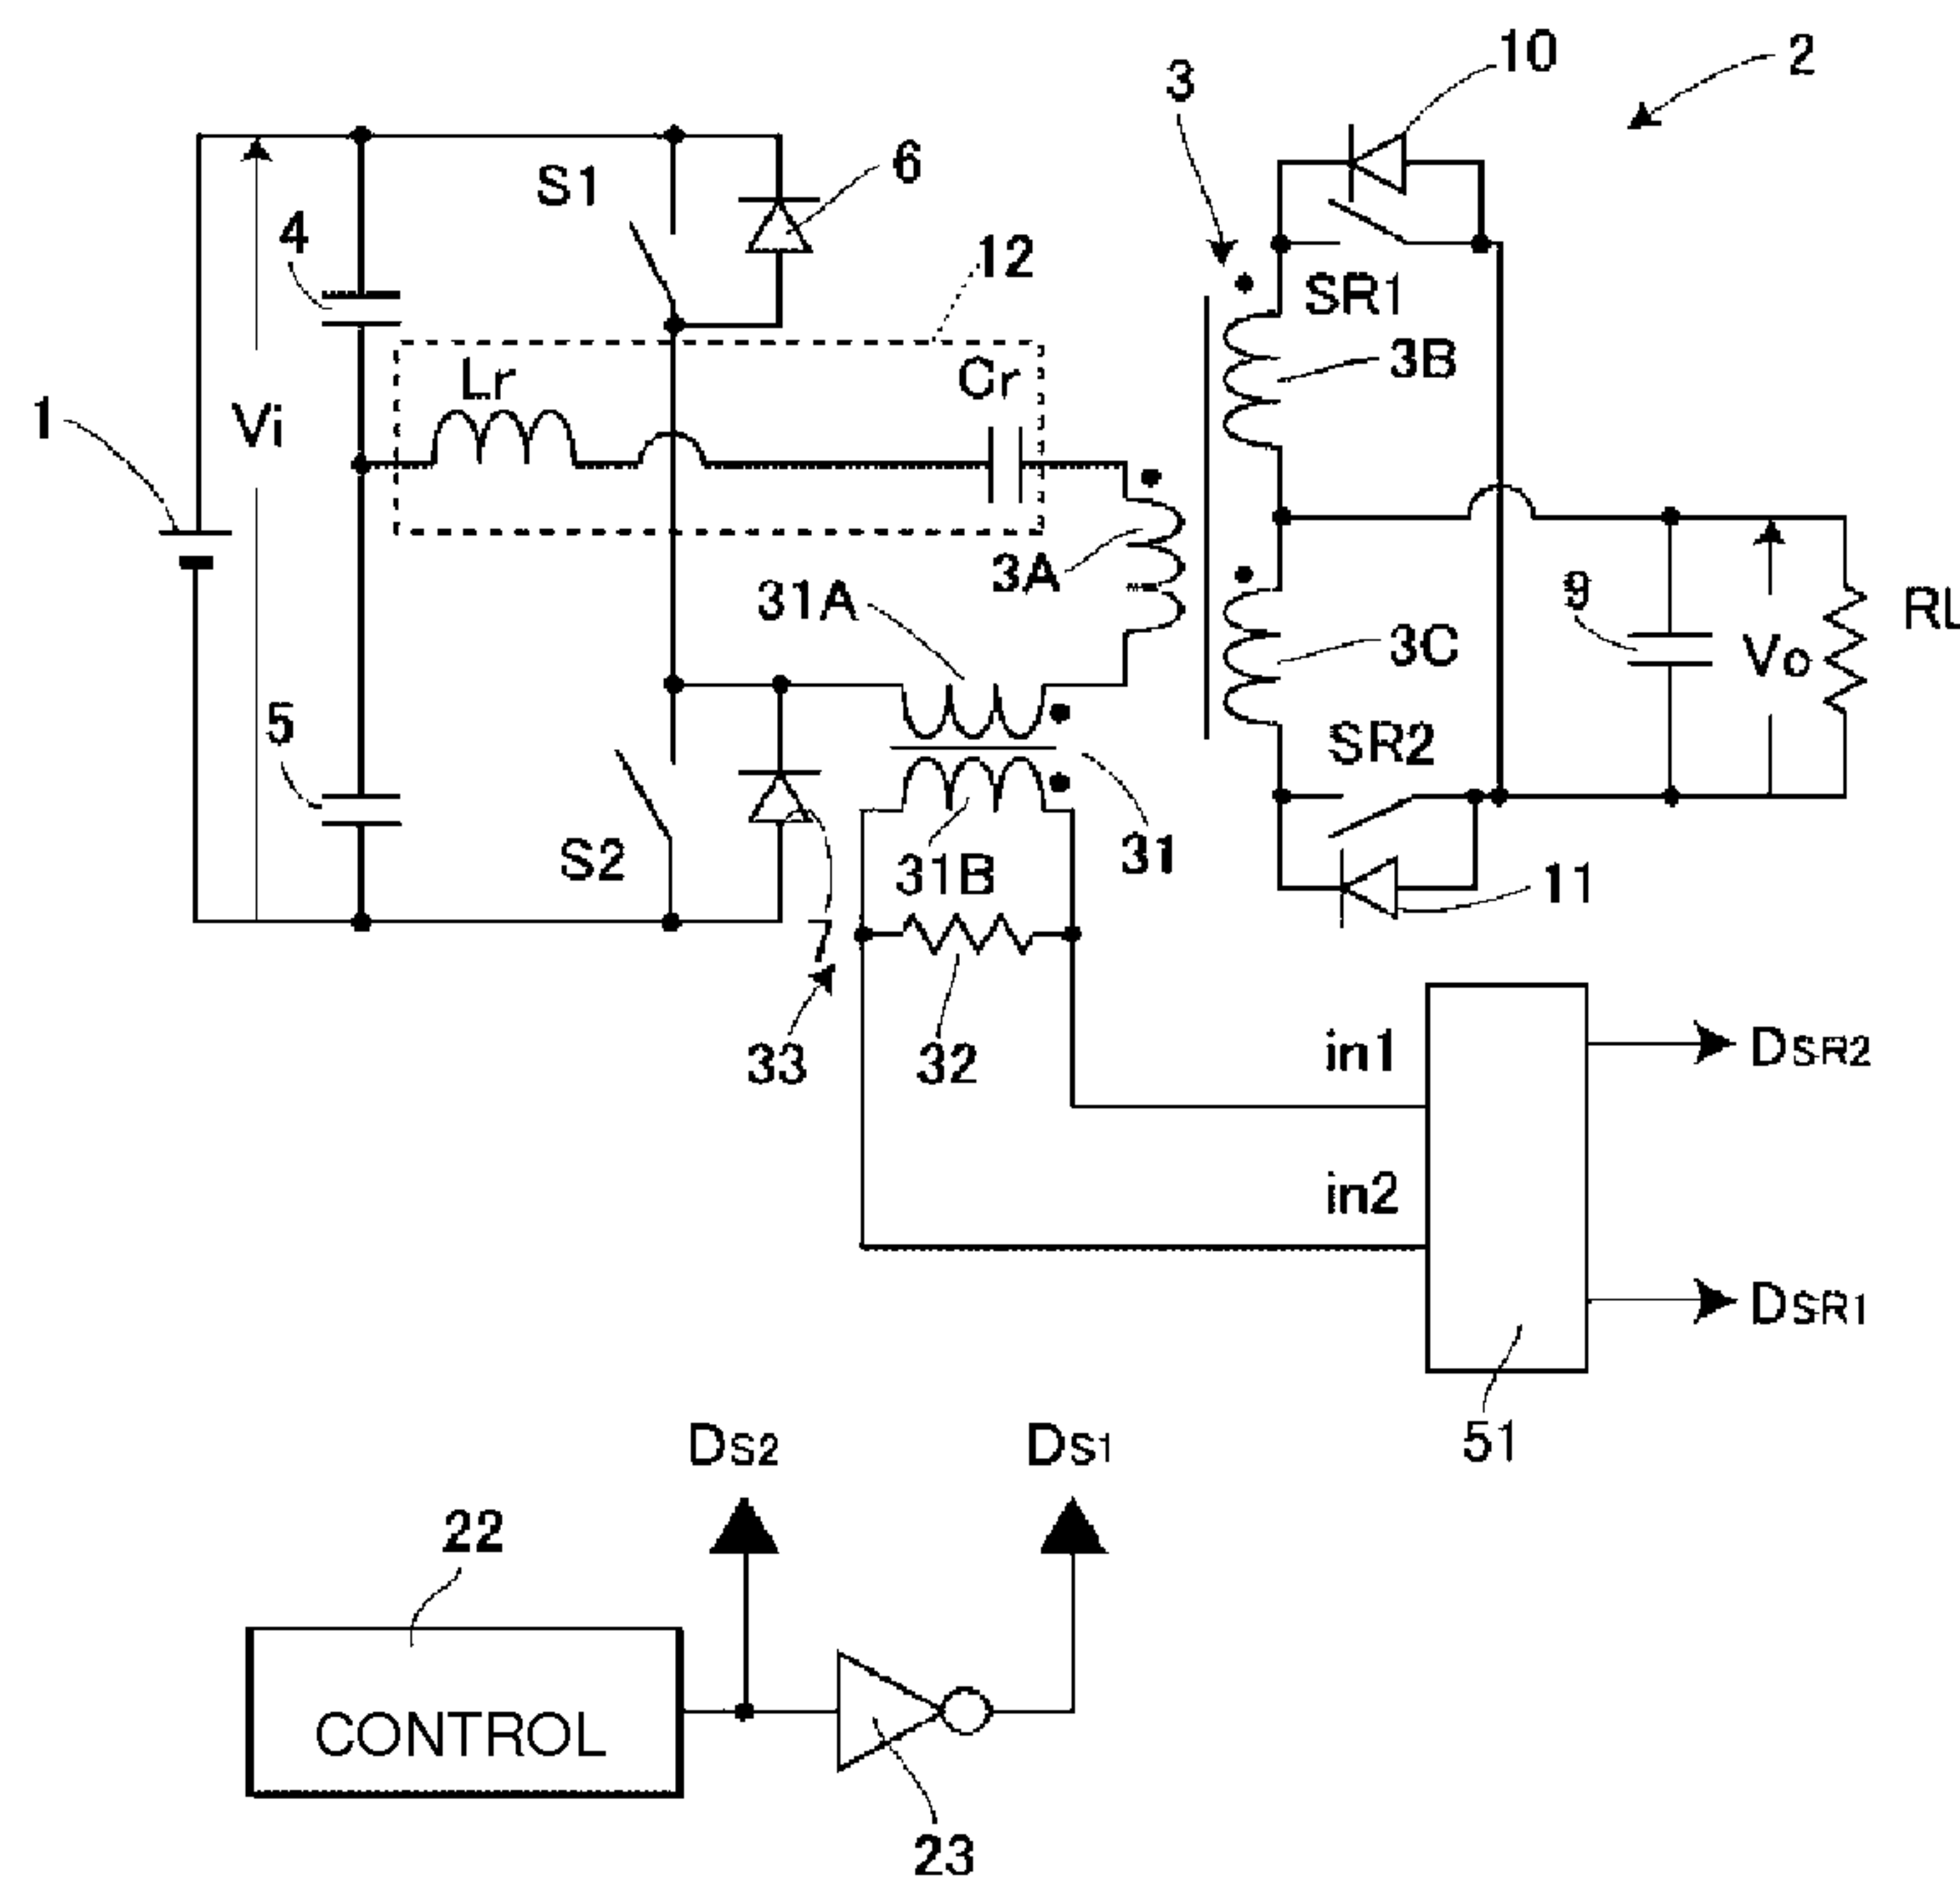 10
2
3
S1
6
4
12
SR1
Lr
Cr
3B
1
Vi
3A
31A
9
RL
3C
Vo
5
SR2
S2
31B
31
11
7
33
32
in1
DSR2
in2
DSR1
51
DS2
DS1
22
CONTROL
23